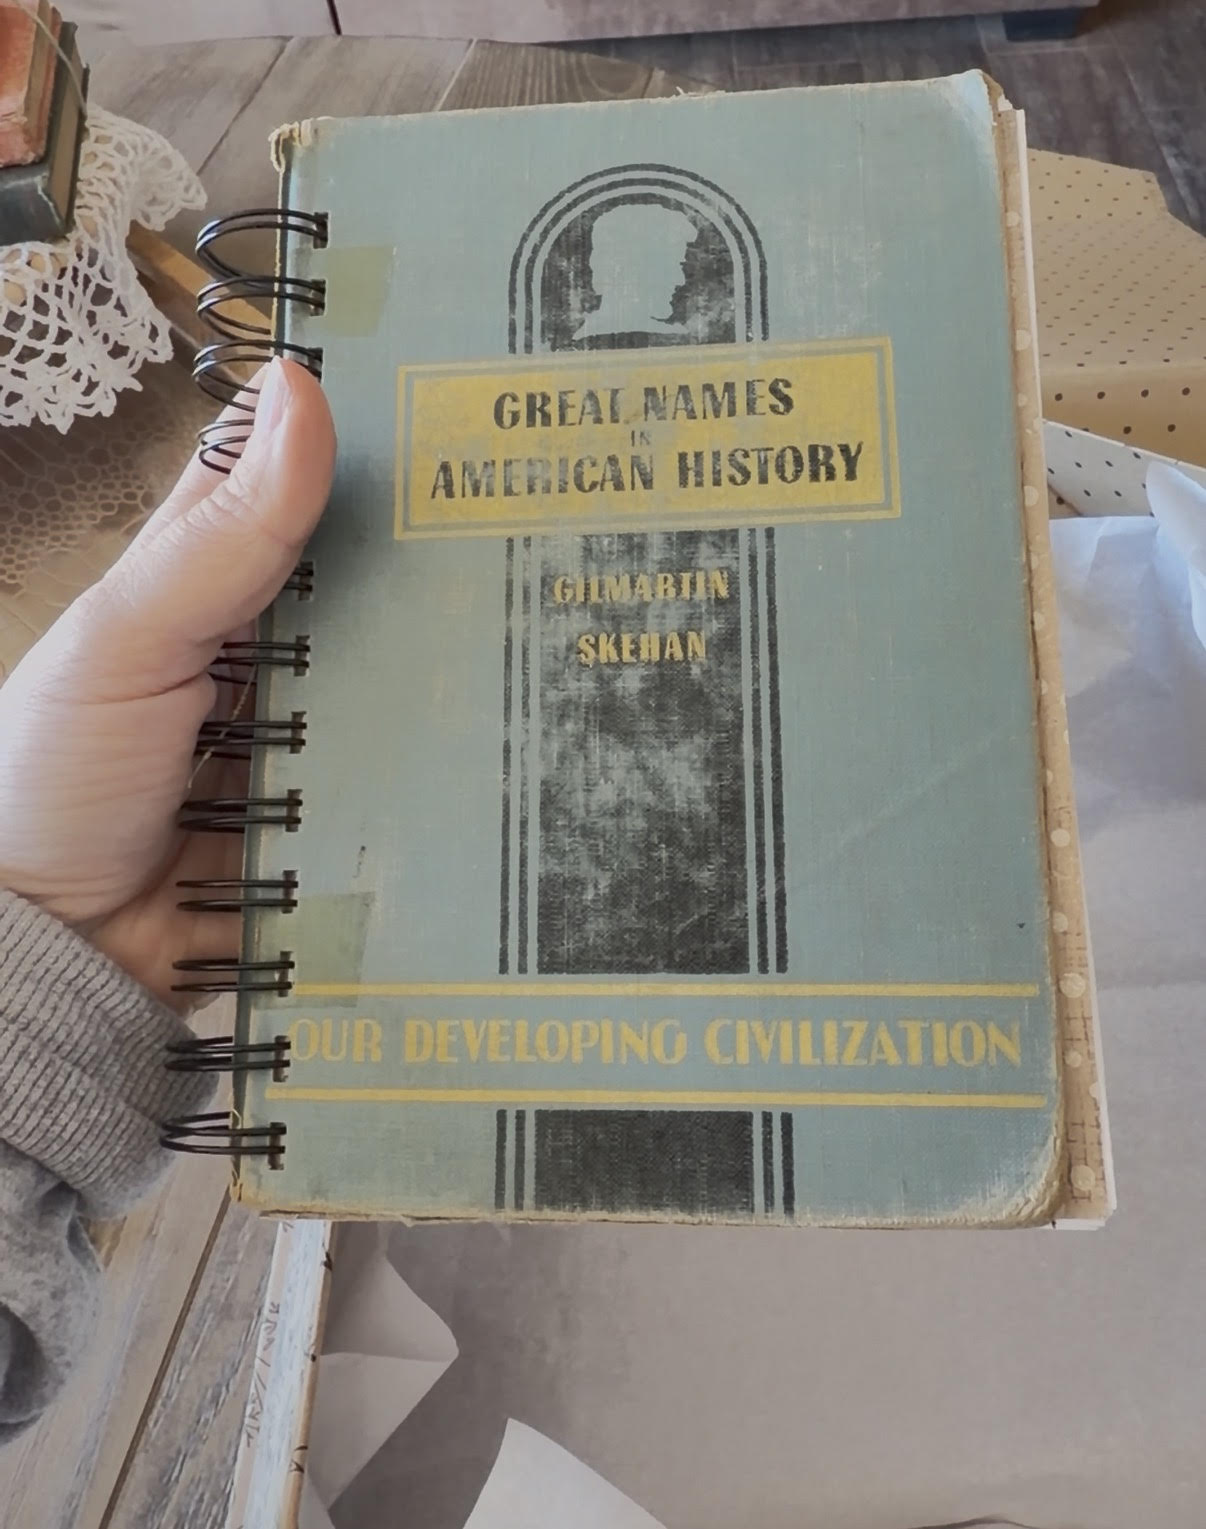 GREAT NAMES
IN
AMERICAN HISTORY
GILMARTIN
SKEHAN
OUR DEVELOPING CIVILIZATION